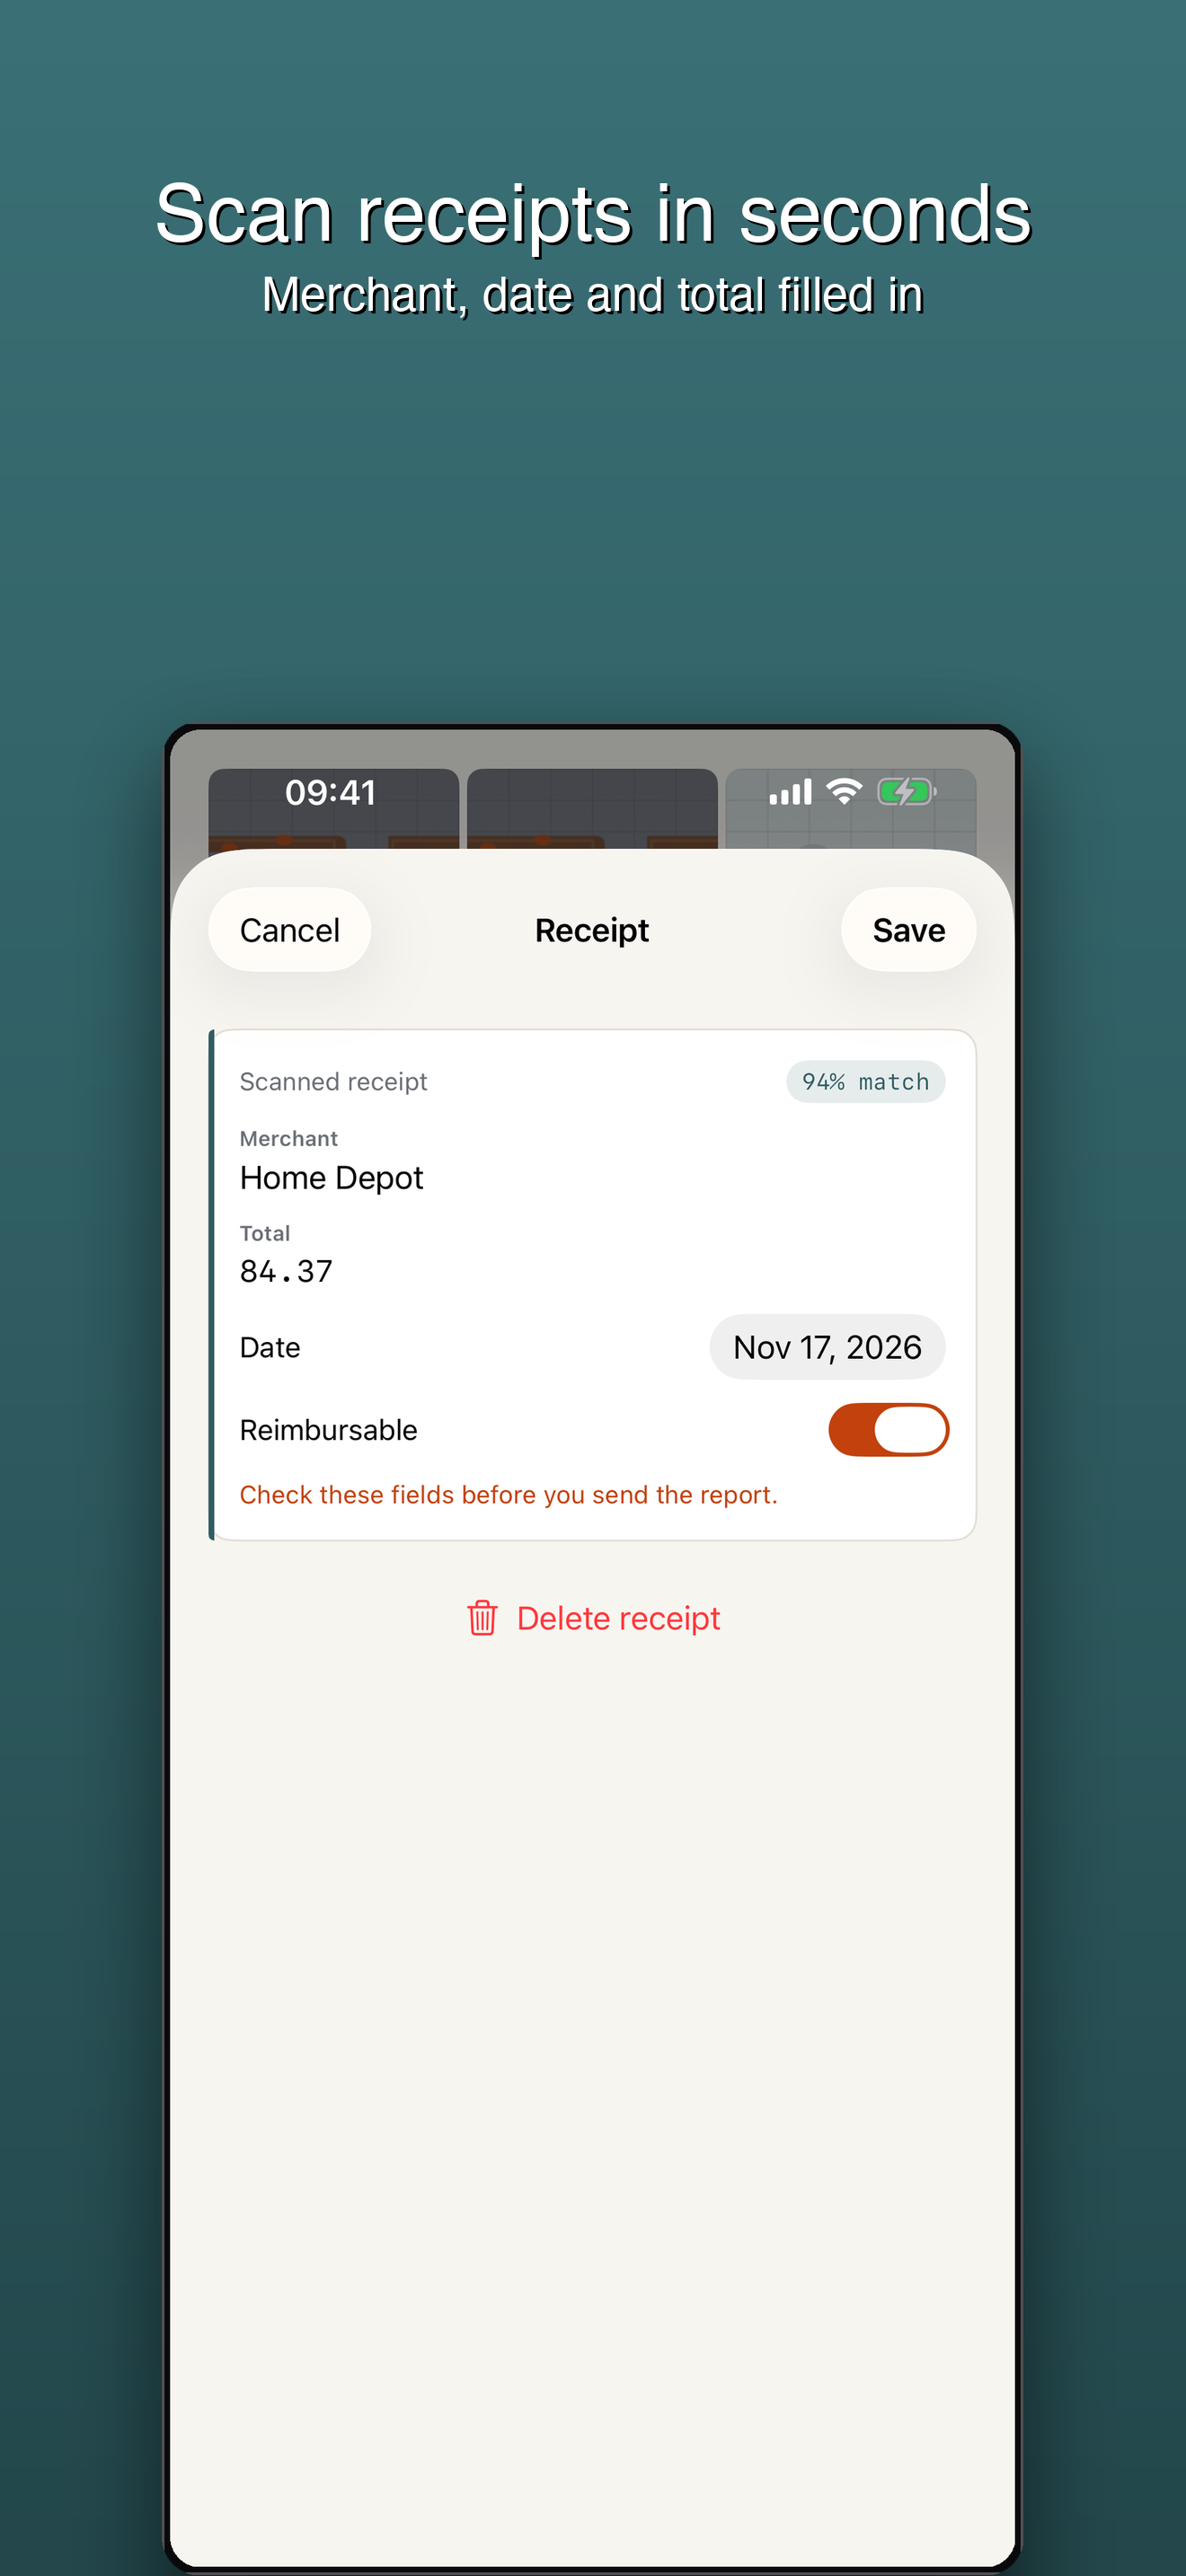 Scan receipts in seconds
Merchant, date and total filled in
09:41
Cancel
Receipt
Save
Scanned receipt
94% match
Merchant
Home Depot
Total
84.37
Date
Nov 17, 2026
Reimbursable
Check these fields before you send the report.
Delete receipt